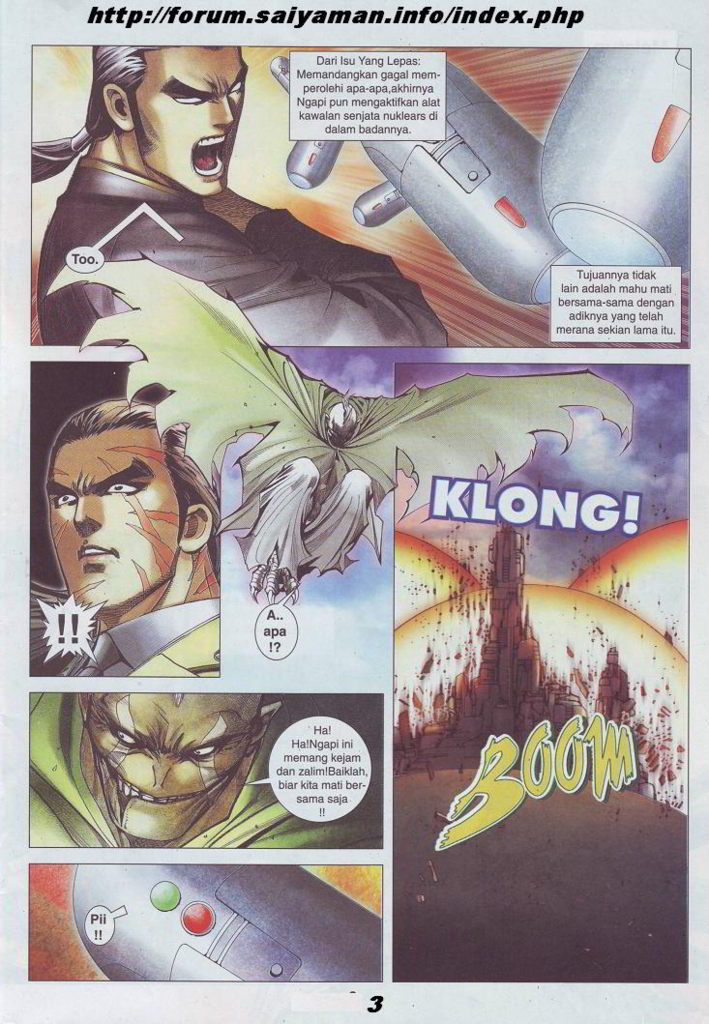 http://forum.saiyaman.info/index.php
Dari Isu Yang Lepas:
Memandangkan gagal mem-
perolehi apa-apa,akhirnya
Ngapi pun mengaktifkan alat
kawalan senjata nuklears di
dalam badannya.
Too.
Tujuannya tidak
lain adalah mahu mati
bersama-sama dengan
adiknya yang telah
merana sekian lama itu.
!!
A..
apa
!?
KLONG!
BOOM
Ha!
Ha!Ngapi ini
memang kejam
dan zalim!Baiklah,
biar kita mati ber-
sama saja
!!
Pii
!!
3